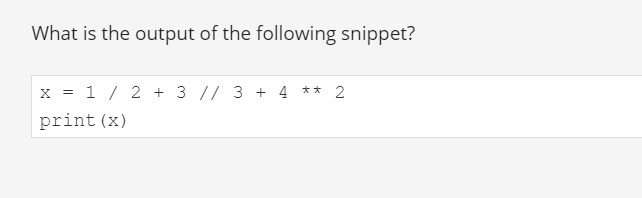 What is the output of the following snippet?
x = 1 / 2 + 3 // 3 + 4 ** 2
print(x)